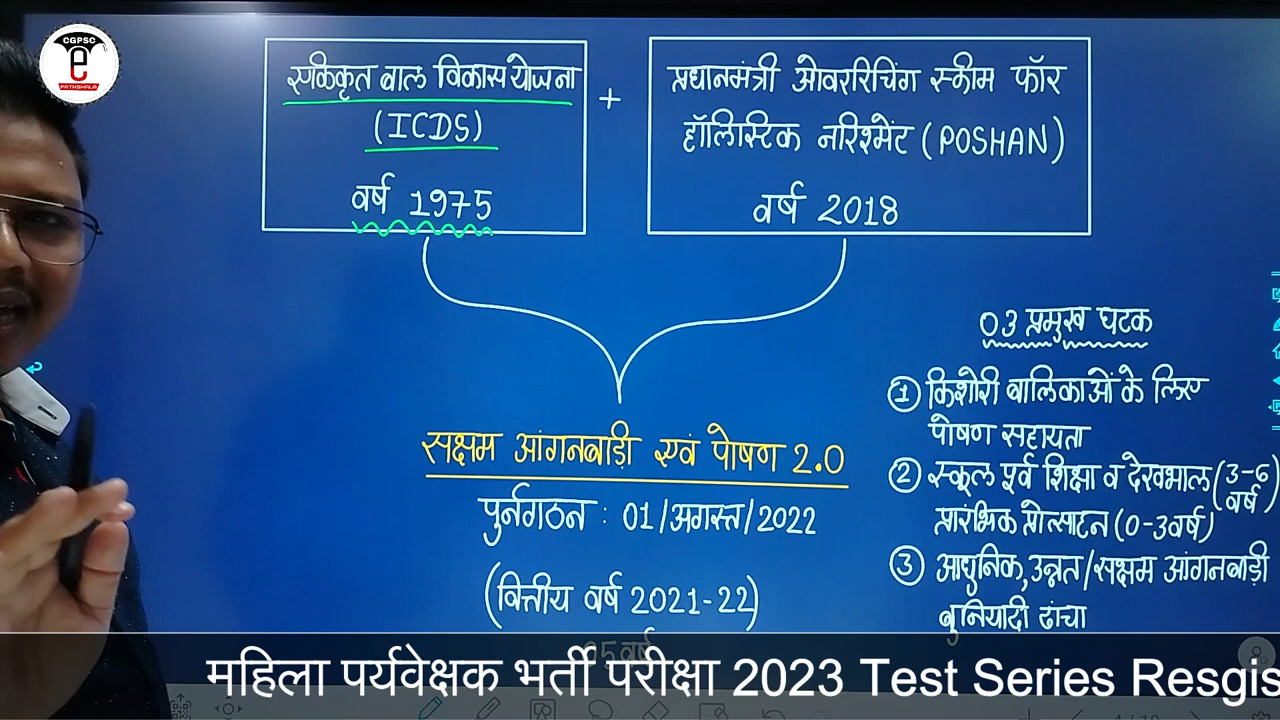 CGPSC
e
PATHSHALA
एकीकृत बाल विकास योजना
(ICDS)
वर्ष 1975
+
प्रधानमंत्री ओवररिचिंग स्कीम फॉर
हॉलिस्टिक नरिश्मेंट (POSHAN)
वर्ष 2018
सक्षम आंगनबाड़ी एवं पोषण 2.0
पुर्नगठन : 01/अगस्त/2022
(वित्तीय वर्ष 2021-22)
03 प्रमुख घटक
① किशोरी बालिकाओं के लिए
पोषण सहायता
② स्कूल पूर्व शिक्षा व देखभाल (3-6 वर्ष)
प्रारंभिक प्रोत्साहन (0-3 वर्ष)
③ आधुनिक, उन्नत/सक्षम आंगनबाड़ी
बुनियादी ढांचा
महिला पर्यवेक्षक भर्ती परीक्षा 2023 Test Series Resgis